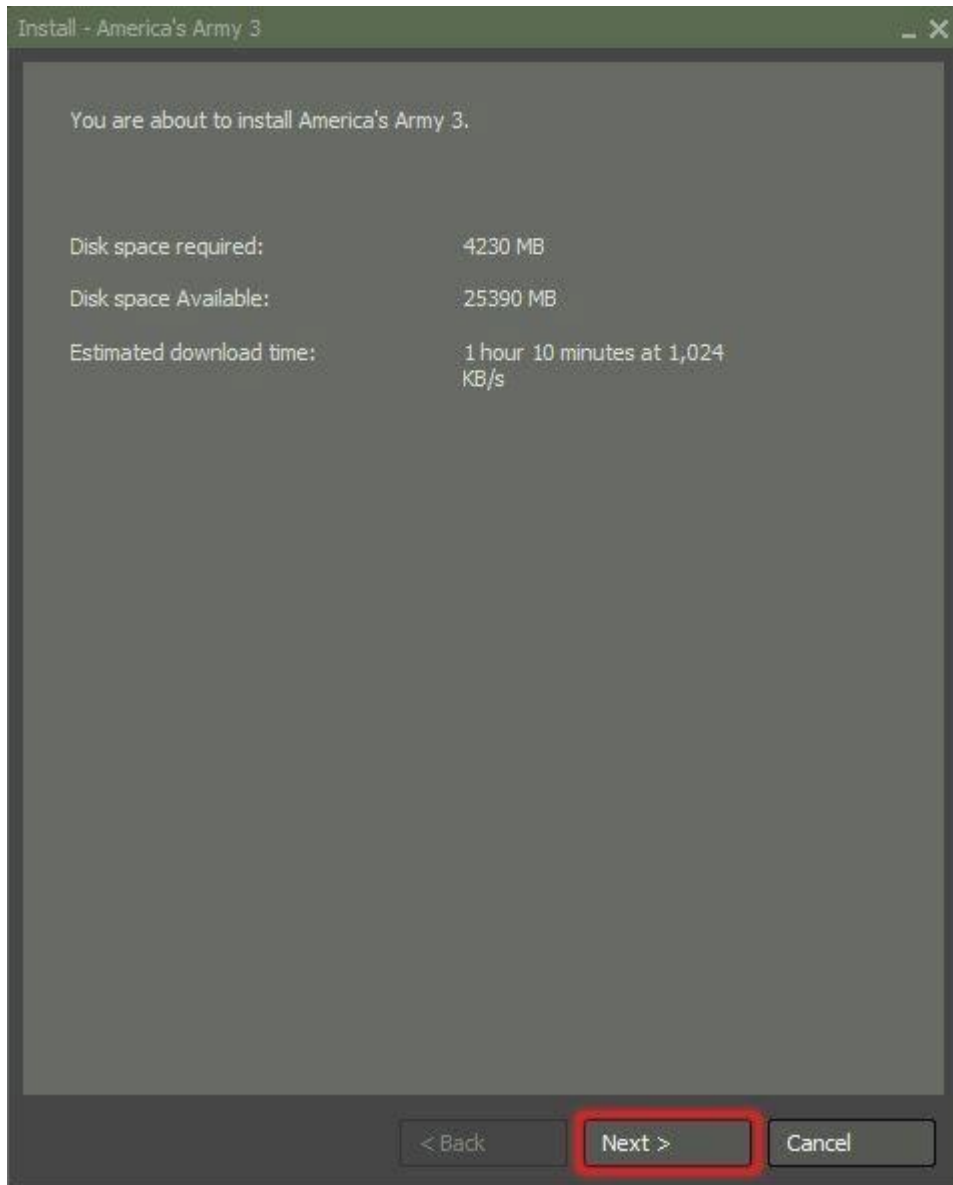 Install - America's Army 3
You are about to install America's Army 3.
Disk space required: 4230 MB
Disk space Available: 25390 MB
Estimated download time: 1 hour 10 minutes at 1,024
KB/s
< Back Next > Cancel